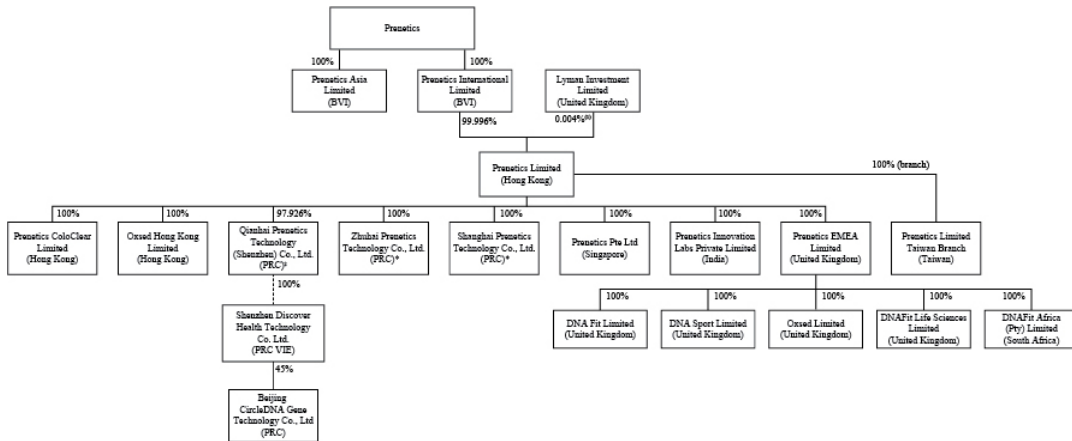 Prenetics
100%
100%
Prenetics Asia
Limited
(BVI)
Prenetics International
Limited
(BVI)
Lyman Investment
Limited
(United Kingdom)
99.996%
0.004%
Prenetics Limited
(Hong Kong)
100% (branch)
100%
100%
97.926%
100%
100%
100%
100%
100%
Prenetics ColoClear
Limited
(Hong Kong)
Oxsed Hong Kong
Limited
(Hong Kong)
Qianhai Prenetics
Technology
(Shenzhen) Co., Ltd.
(PRC)
Zhuhai Prenetics
Technology Co., Ltd.
(PRC)*
Shanghai Prenetics
Technology Co., Ltd.
(PRC)*
Prenetics Pte Ltd
(Singapore)
Prenetics Innovation
Labs Private Limited
(India)
Prenetics EMEA
Limited
(United Kingdom)
Prenetics Limited
Taiwan Branch
(Taiwan)
100%
Shenzhen Discover
Health Technology
Co. Ltd.
(PRC VIE)
45%
Beijing
CircleDNA Gene
Technology Co., Ltd
(PRC)
100%
100%
100%
100%
100%
DNA Fit Limited
(United Kingdom)
DNA Sport Limited
(United Kingdom)
Oxsed Limited
(United Kingdom)
DNAFit Life Sciences
Limited
(United Kingdom)
DNAFit Africa
(Pty) Limited
(South Africa)